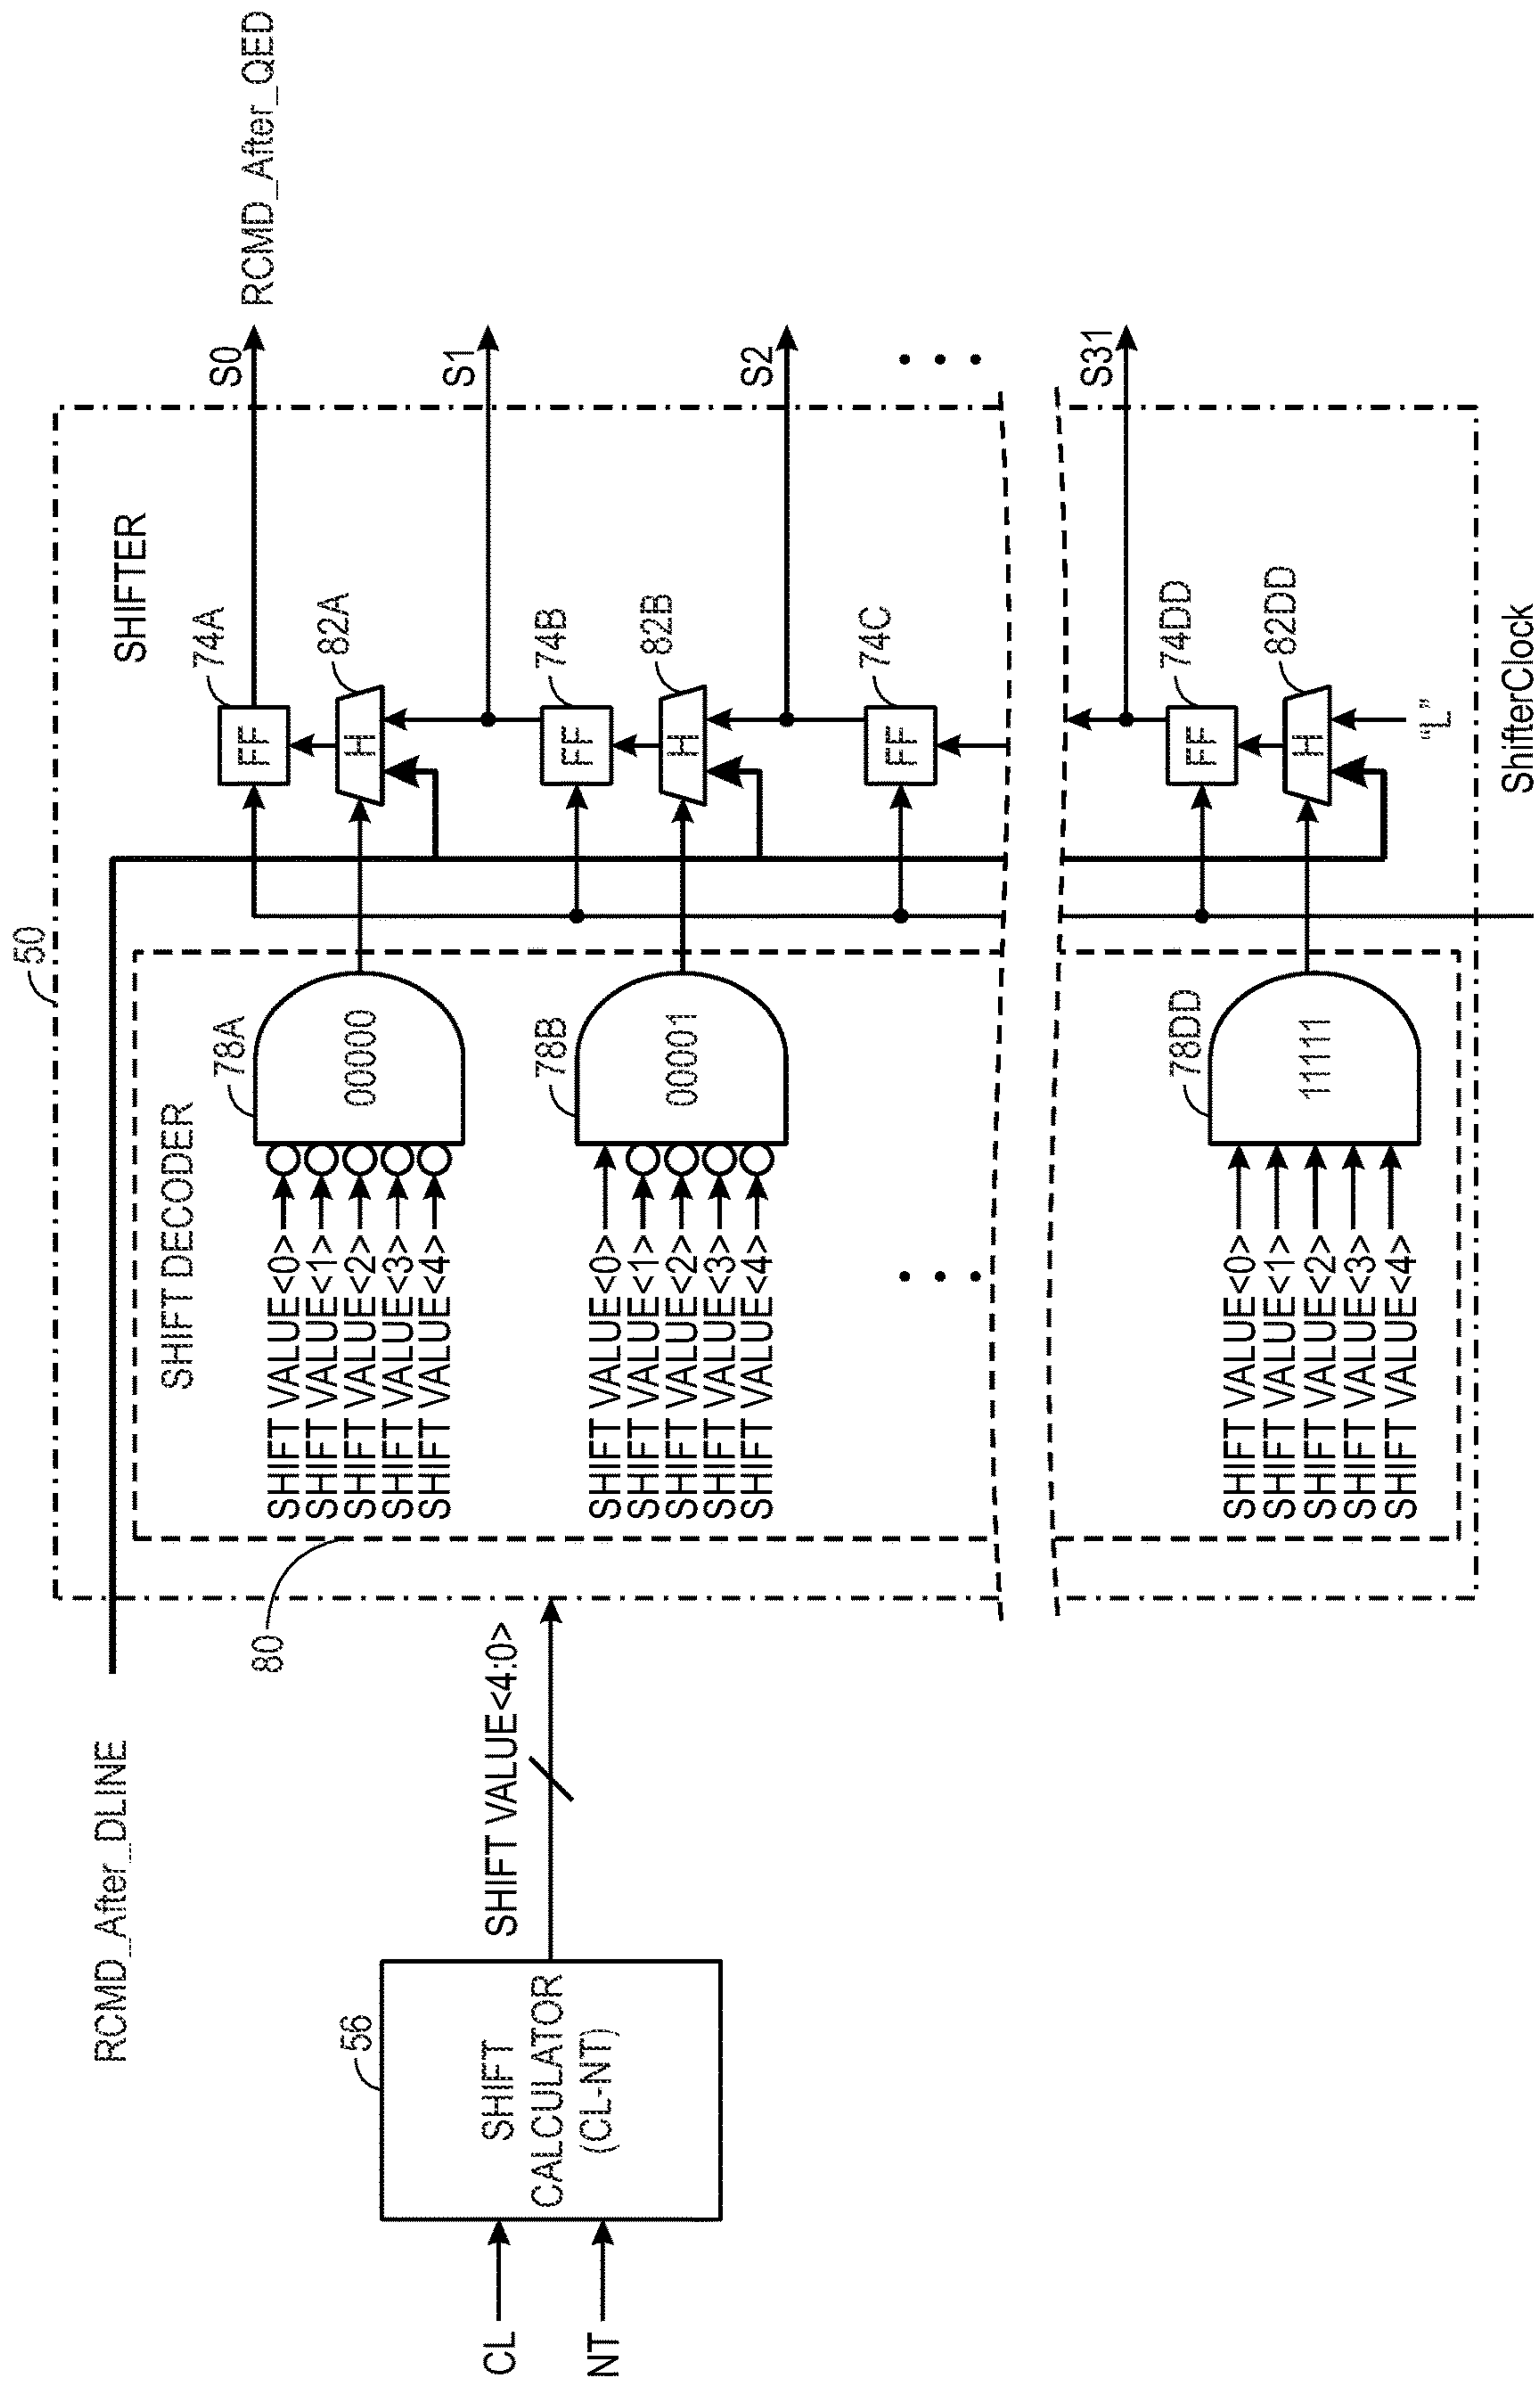 RCMD_After_DLINE
50
SHIFTER
S0
RCMD_After_QED
SHIFT DECODER
78A
SHIFT VALUE<0>
SHIFT VALUE<1>
SHIFT VALUE<2>
SHIFT VALUE<3>
SHIFT VALUE<4>
00000
74A
FF
82A
H
S1
80
78B
SHIFT VALUE<0>
SHIFT VALUE<1>
SHIFT VALUE<2>
SHIFT VALUE<3>
SHIFT VALUE<4>
00001
74B
FF
82B
H
S2
56
SHIFT
CALCULATOR
(CL-NT)
CL
NT
SHIFT VALUE<4:0>
74C
FF
• • •
• • •
S31
78DD
SHIFT VALUE<0>
SHIFT VALUE<1>
SHIFT VALUE<2>
SHIFT VALUE<3>
SHIFT VALUE<4>
11111
74DD
FF
82DD
H
"L"
ShifterClock